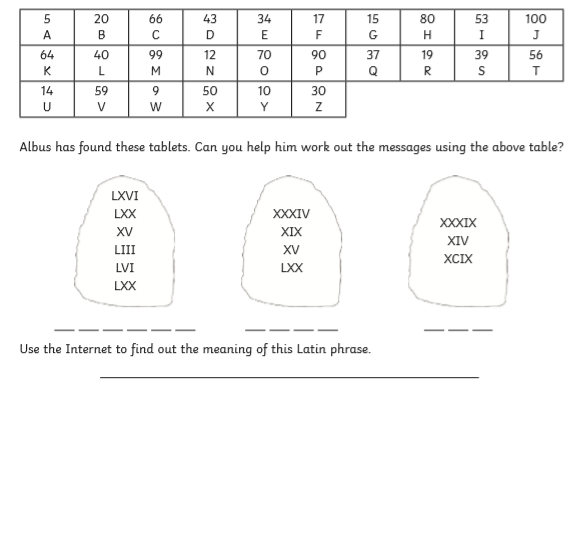 5 20 66 43 34 17 15 80 53 100
A B C D E F G H I J
64 40 99 12 70 90 37 19 39 56
K L M N O P Q R S T
14 59 9 50 10 30
U V W X Y Z
Albus has found these tablets. Can you help him work out the messages using the above table?
LXVI
LXX
XV
LIII
LVI
LXX
XXXIV
XIX
XV
LXX
XXXIX
XIV
XCIX
Use the Internet to find out the meaning of this Latin phrase.